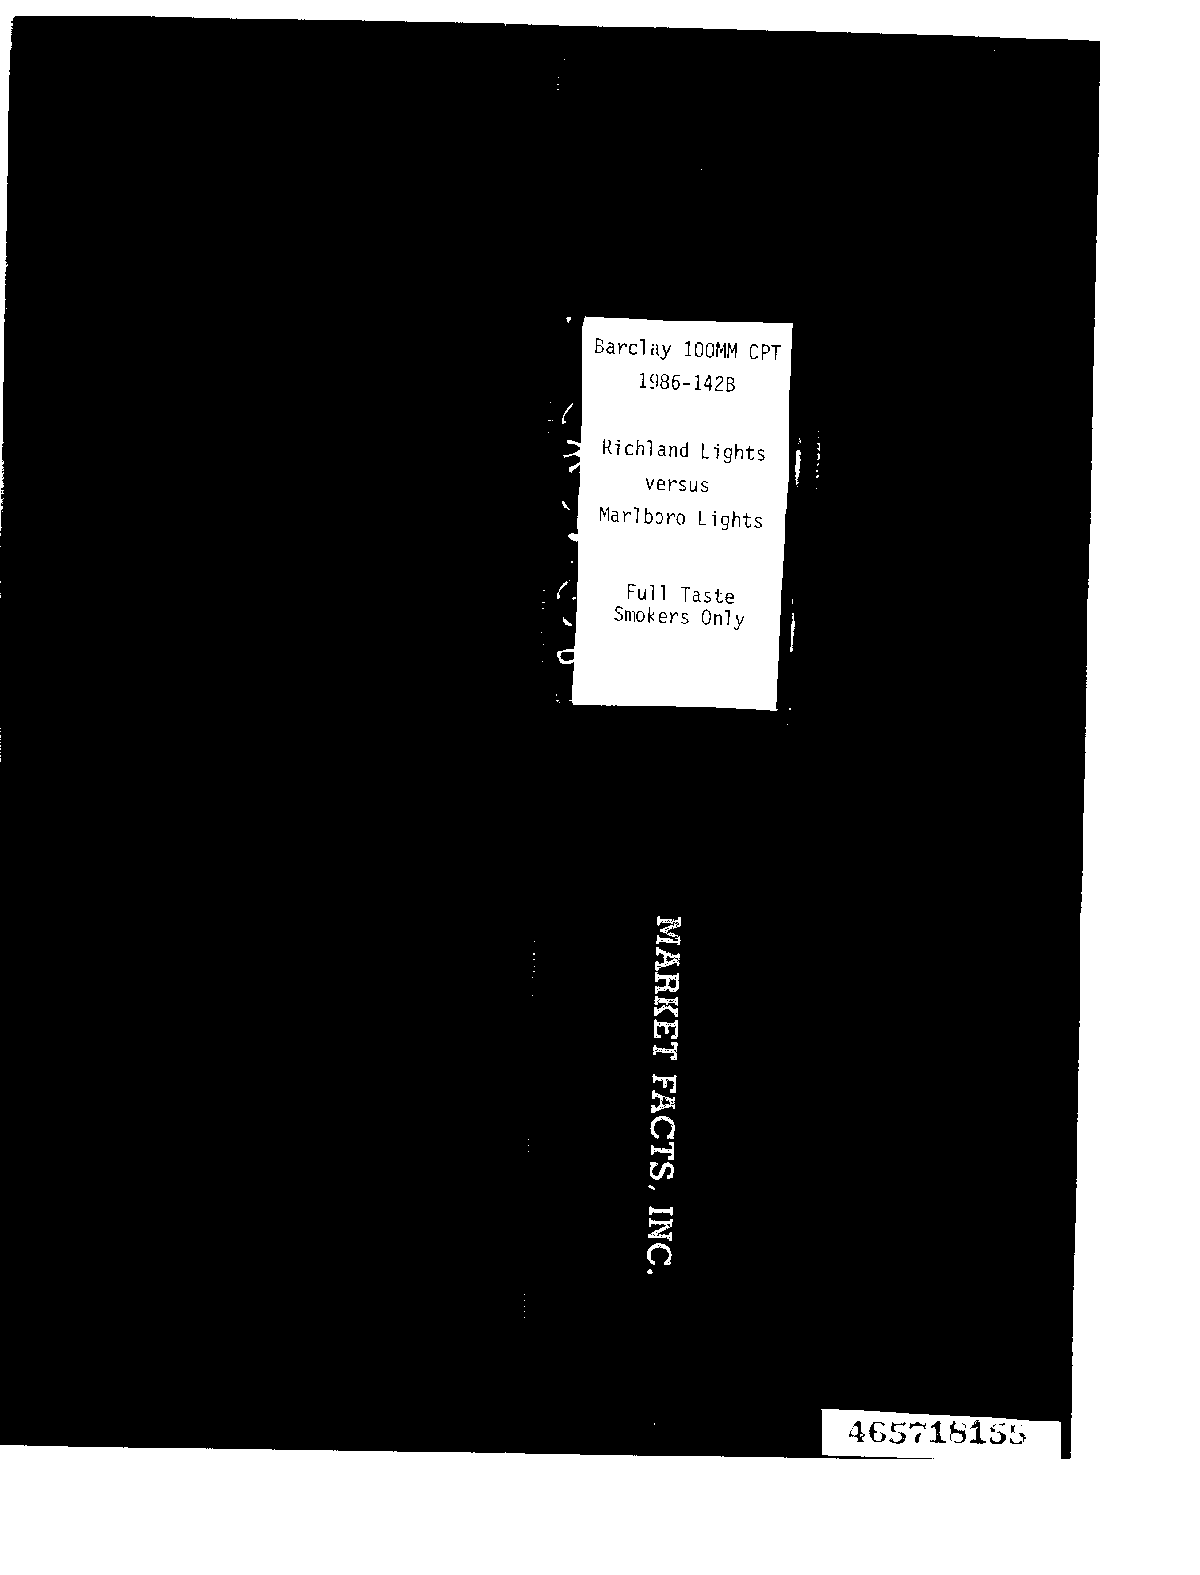 Barclay 100MM CPT
1986-142B
Richland Lights
versus
Marlboro Lights
Full Taste
Smokers Only
MARKET FACTS, INC.
465718155